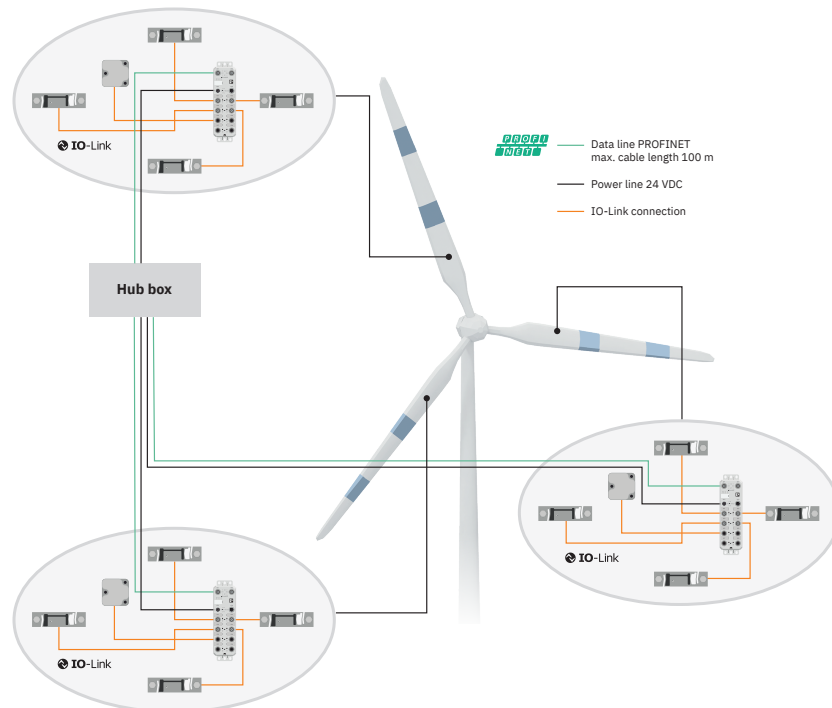 IO-Link
Hub box
PROFI
NET
Data line PROFINET
max. cable length 100 m
Power line 24 VDC
IO-Link connection
IO-Link
IO-Link